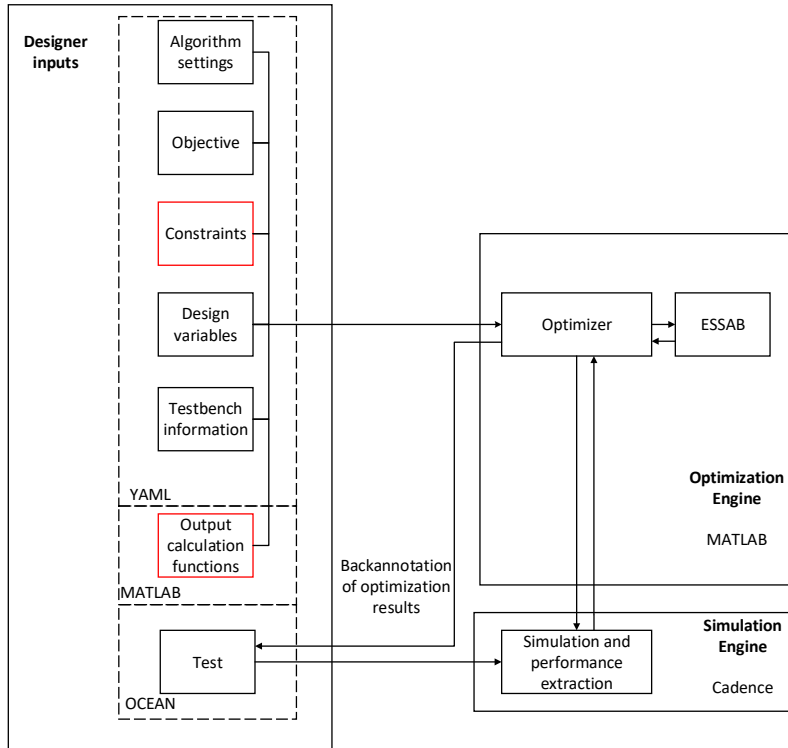 Designer
inputs
Algorithm
settings
Objective
Constraints
Design
variables
Testbench
information
YAML
Output
calculation
functions
MATLAB
Test
OCEAN
Backannotation
of optimization
results
Optimizer
ESSAB
Optimization
Engine
MATLAB
Simulation
Engine
Simulation and
performance
extraction
Cadence